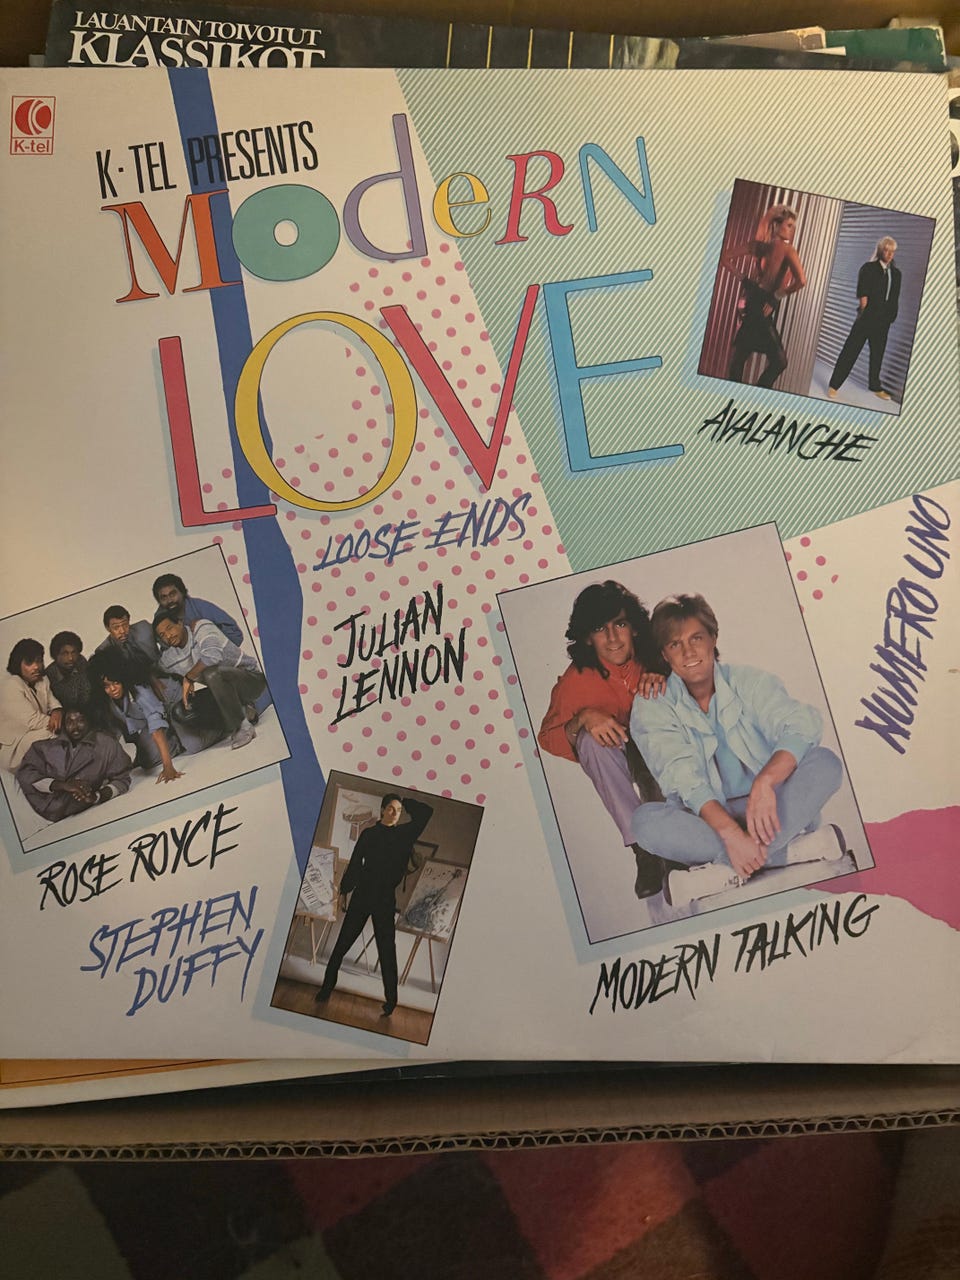 LAUANTAIN TOIVOTUT
KLASSIKOT
K-tel
K·TEL PRESENTS
MODERN
LOVE
AVALANCHE
LOOSE ENDS
NUMERO UNO
JULIAN
LENNON
ROSE ROYCE
STEPHEN
DUFFY
MODERN TALKING